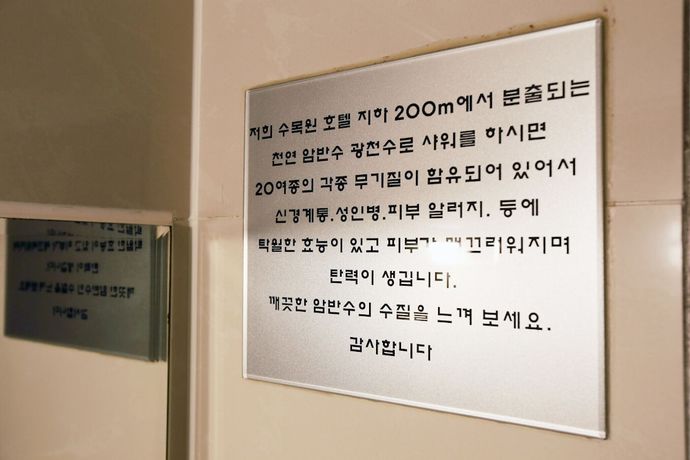 저희 수목원 호텔 지하 200m에서 분출되는
천연 암반수 광천수로 샤워를 하시면
20여종의 각종 무기질이 함유되어 있어서
신경계통.성인병.피부 알러지. 등에
탁월한 효능이 있고 피부가 매끄러워지며
탄력이 생깁니다.
깨끗한 암반수의 수질을 느껴 보세요.
감사합니다